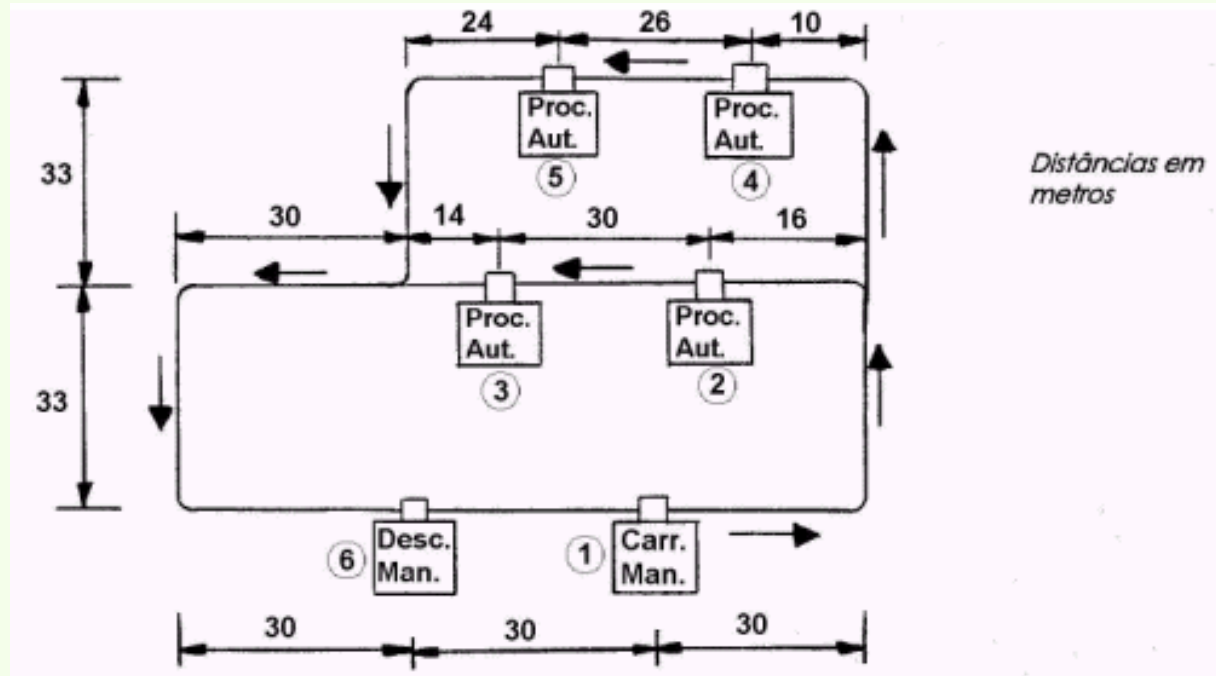 24 26 10
Proc.
Aut.
5
Proc.
Aut.
4
Distâncias em
metros
33
30 14 30 16
Proc.
Aut.
3
Proc.
Aut.
2
33
6
Desc.
Man.
1
Carr.
Man.
30 30 30